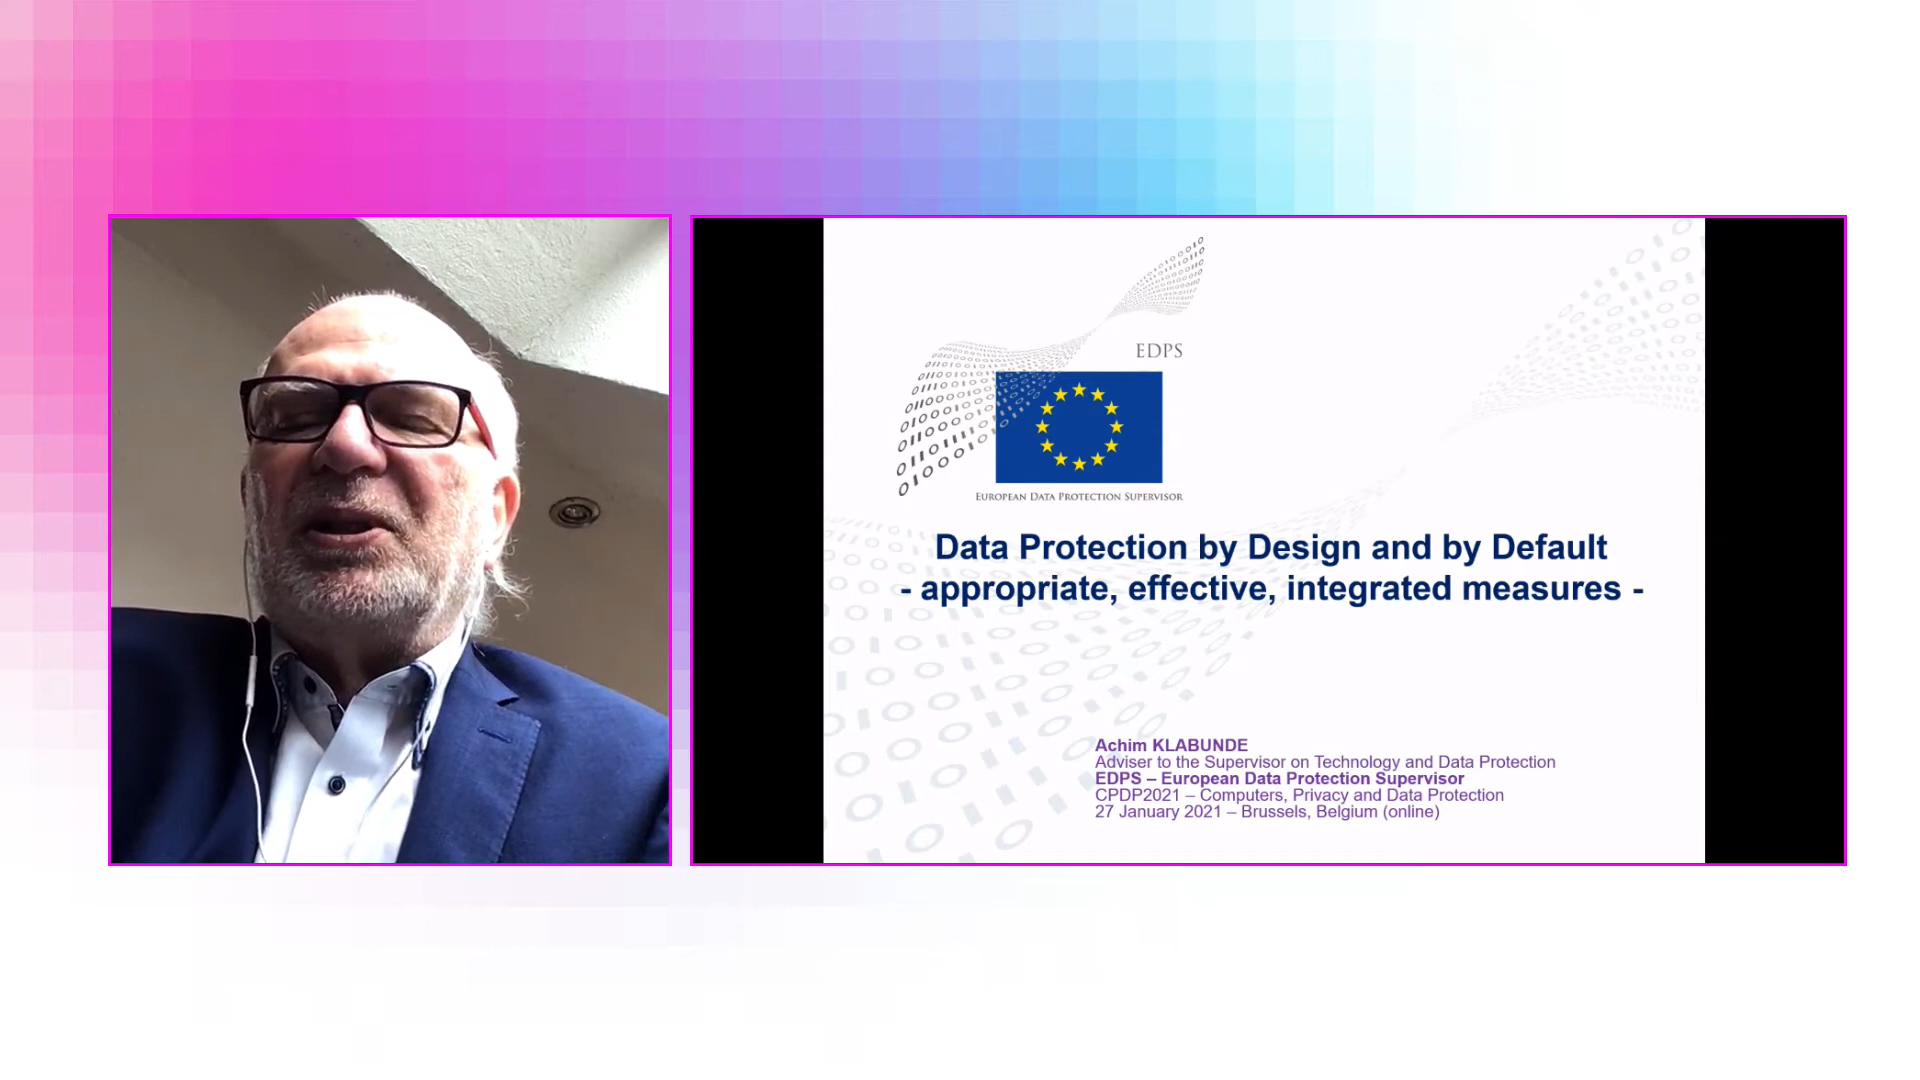 EDPS
EUROPEAN DATA PROTECTION SUPERVISOR
Data Protection by Design and by Default
- appropriate, effective, integrated measures -
Achim KLABUNDE
Adviser to the Supervisor on Technology and Data Protection
EDPS – European Data Protection Supervisor
CPDP2021 – Computers, Privacy and Data Protection
27 January 2021 – Brussels, Belgium (online)